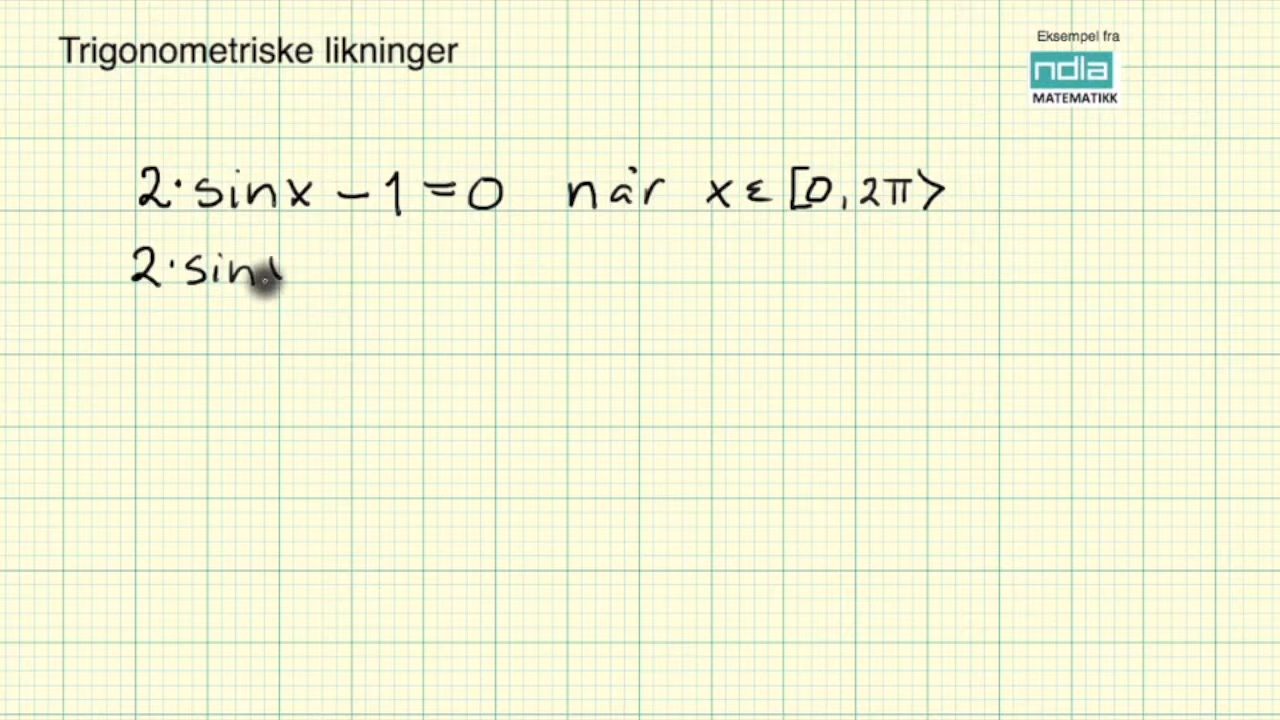 Trigonometriske likninger
Eksempel fra
ndla
MATEMATIKK
2·sinx − 1 = 0 når x ∈ [0, 2π⟩
2·sin